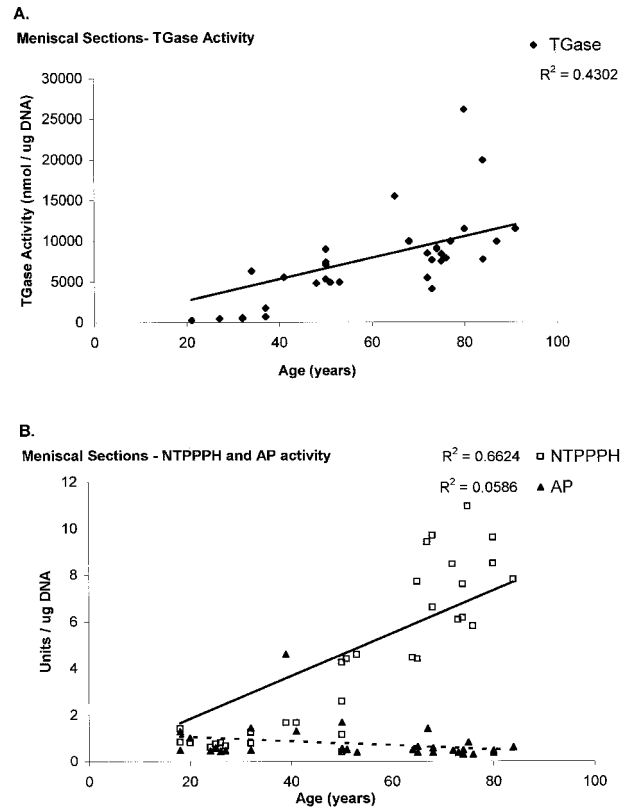 A.
Meniscal Sections- TGase Activity
TGase
R² = 0.4302
TGase Activity (nmol / ug DNA)
30000
25000
20000
15000
10000
5000
0
0 20 40 60 80 100
Age (years)
B.
Meniscal Sections - NTPPPH and AP activity
R² = 0.6624 NTPPPH
R² = 0.0586 AP
Units / ug DNA
12
10
8
6
4
2
0
0 20 40 60 80 100
Age (years)